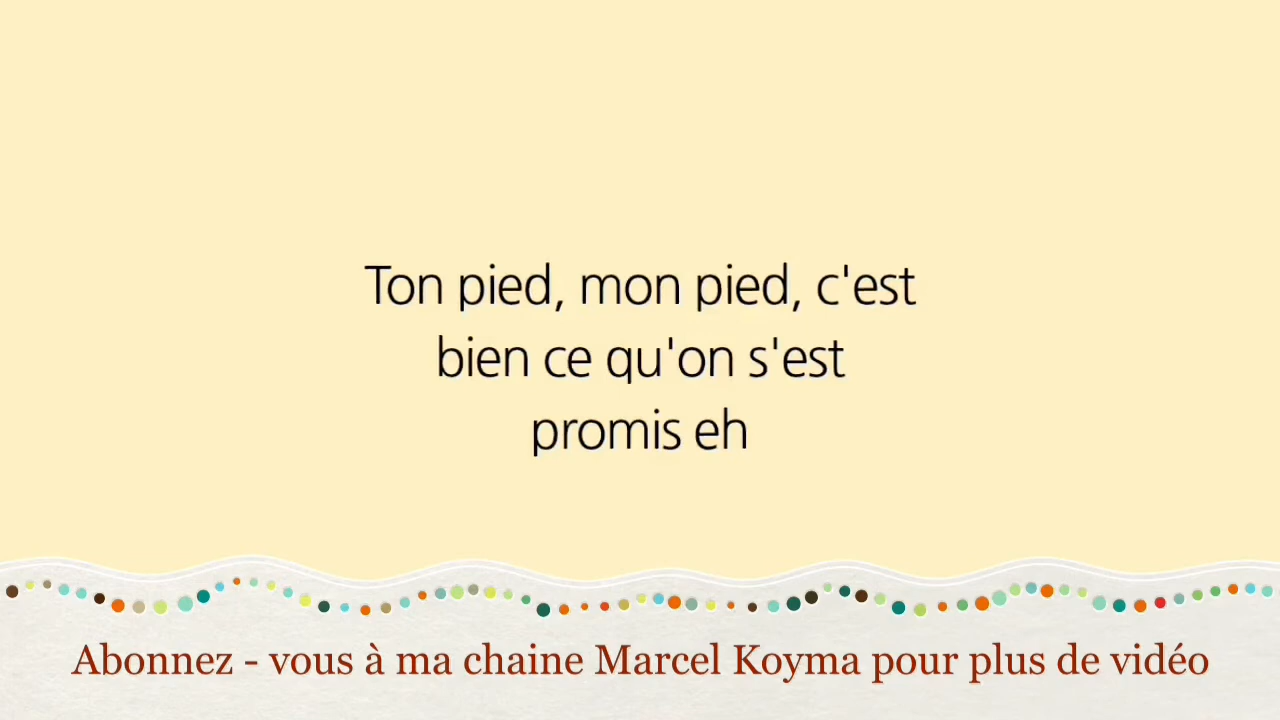 Ton pied, mon pied, c'est
bien ce qu'on s'est
promis eh
Abonnez - vous à ma chaine Marcel Koyma pour plus de vidéo